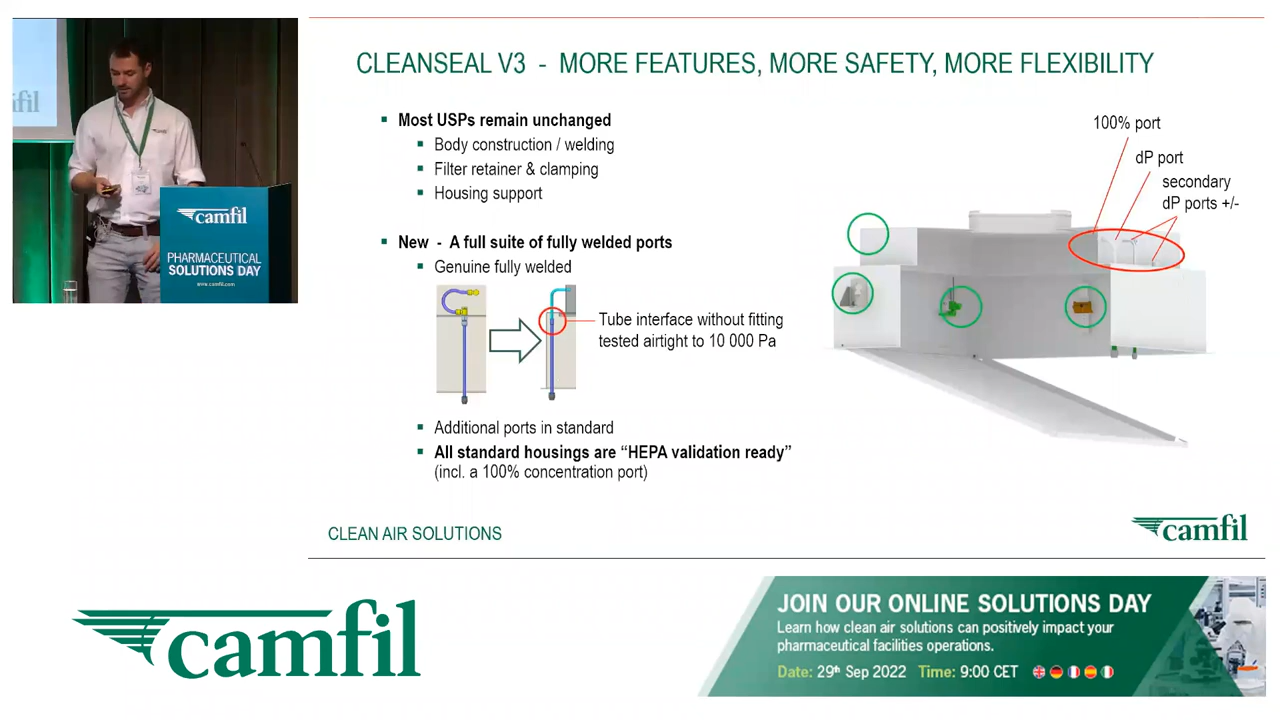 fil
camfil
PHARMACEUTICAL
SOLUTIONS DAY
www.camfil.com
CLEANSEAL V3 - MORE FEATURES, MORE SAFETY, MORE FLEXIBILITY
▪ Most USPs remain unchanged
▪ Body construction / welding
▪ Filter retainer & clamping
▪ Housing support
▪ New - A full suite of fully welded ports
▪ Genuine fully welded
Tube interface without fitting
tested airtight to 10 000 Pa
▪ Additional ports in standard
▪ All standard housings are “HEPA validation ready”
(incl. a 100% concentration port)
100% port
dP port
secondary
dP ports +/-
CLEAN AIR SOLUTIONS
camfil
camfil
JOIN OUR ONLINE SOLUTIONS DAY
Learn how clean air solutions can positively impact your
pharmaceutical facilities operations.
Date: 29th Sep 2022 Time: 9:00 CET